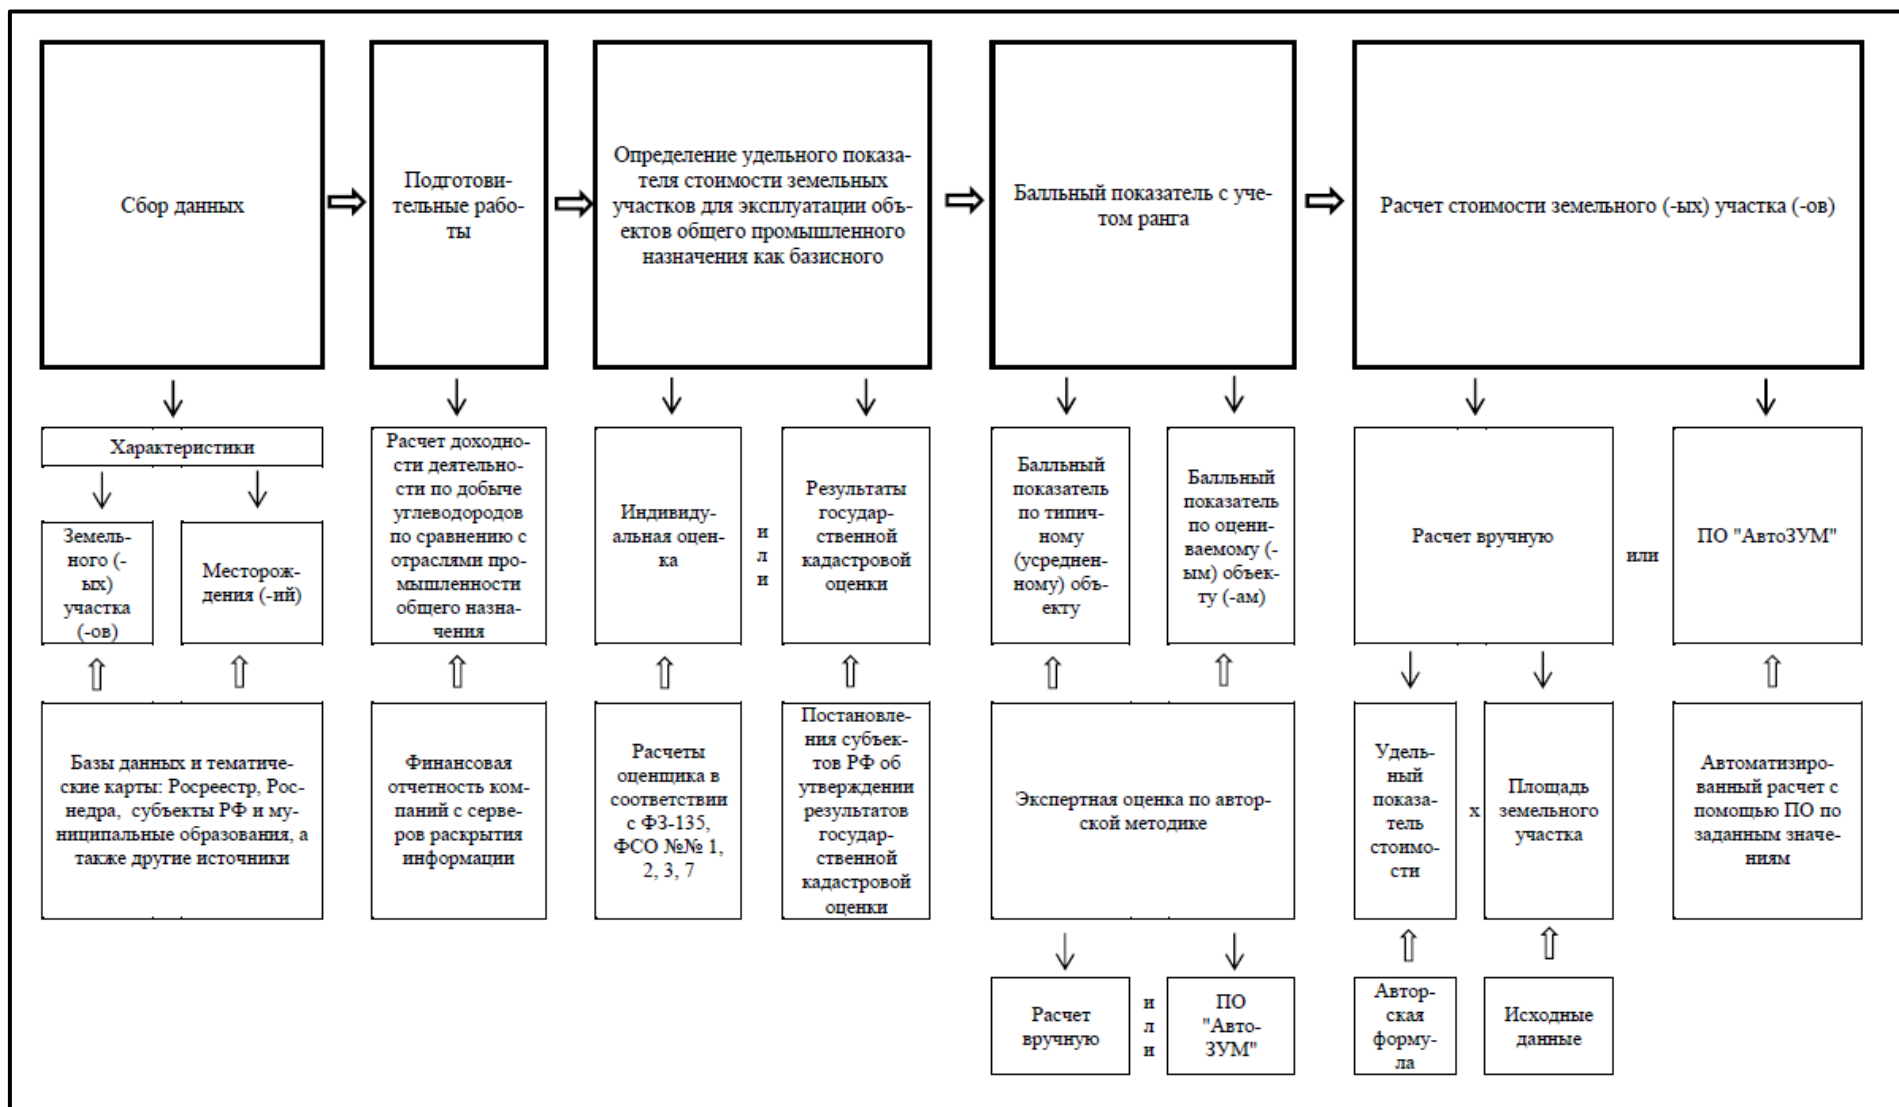 Сбор данных
Подготови-
тельные рабо-
ты
Определение удельного показа-
теля стоимости земельных
участков для эксплуатации объ-
ектов общего промышленного
назначения как базисного
Балльный показатель с уче-
том ранга
Расчет стоимости земельного (-ых) участка (-ов)
Характеристики
Земель-
ного (-
ых)
участка
(-ов)
Месторож-
дения (-ий)
Расчет доходно-
сти деятельно-
сти по добыче
углеводородов
по сравнению с
отраслями про-
мышленности
общего назна-
чения
Индивиду-
альная оцен-
ка
и
л
и
Результаты
государ-
ственной
кадастровой
оценки
Балльный
показатель
по типич-
ному
(усреднен-
ному) объ-
екту
Балльный
показатель
по оцени-
ваемому (-
ым) объек-
ту (-ам)
Расчет вручную
или
ПО "АвтоЗУМ"
Базы данных и тематиче-
ские карты: Росреестр, Рос-
недра, субъекты РФ и му-
ниципальные образования, а
также другие источники
Финансовая
отчетность ком-
паний с серве-
ров раскрытия
информации
Расчеты
оценщика в
соответствии
с ФЗ-135,
ФСО №№ 1,
2, 3, 7
Постановле-
ния субъек-
тов РФ об
утверждении
результатов
государ-
ственной
кадастровой
оценки
Экспертная оценка по автор-
ской методике
Удель-
ный
показа-
тель
стоимо-
сти
х
Площадь
земельного
участка
Автоматизиро-
ванный расчет с
помощью ПО по
заданным значе-
ниям
Расчет
вручную
и
л
и
ПО
"Авто-
ЗУМ"
Автор-
ская
форму-
ла
Исходные
данные